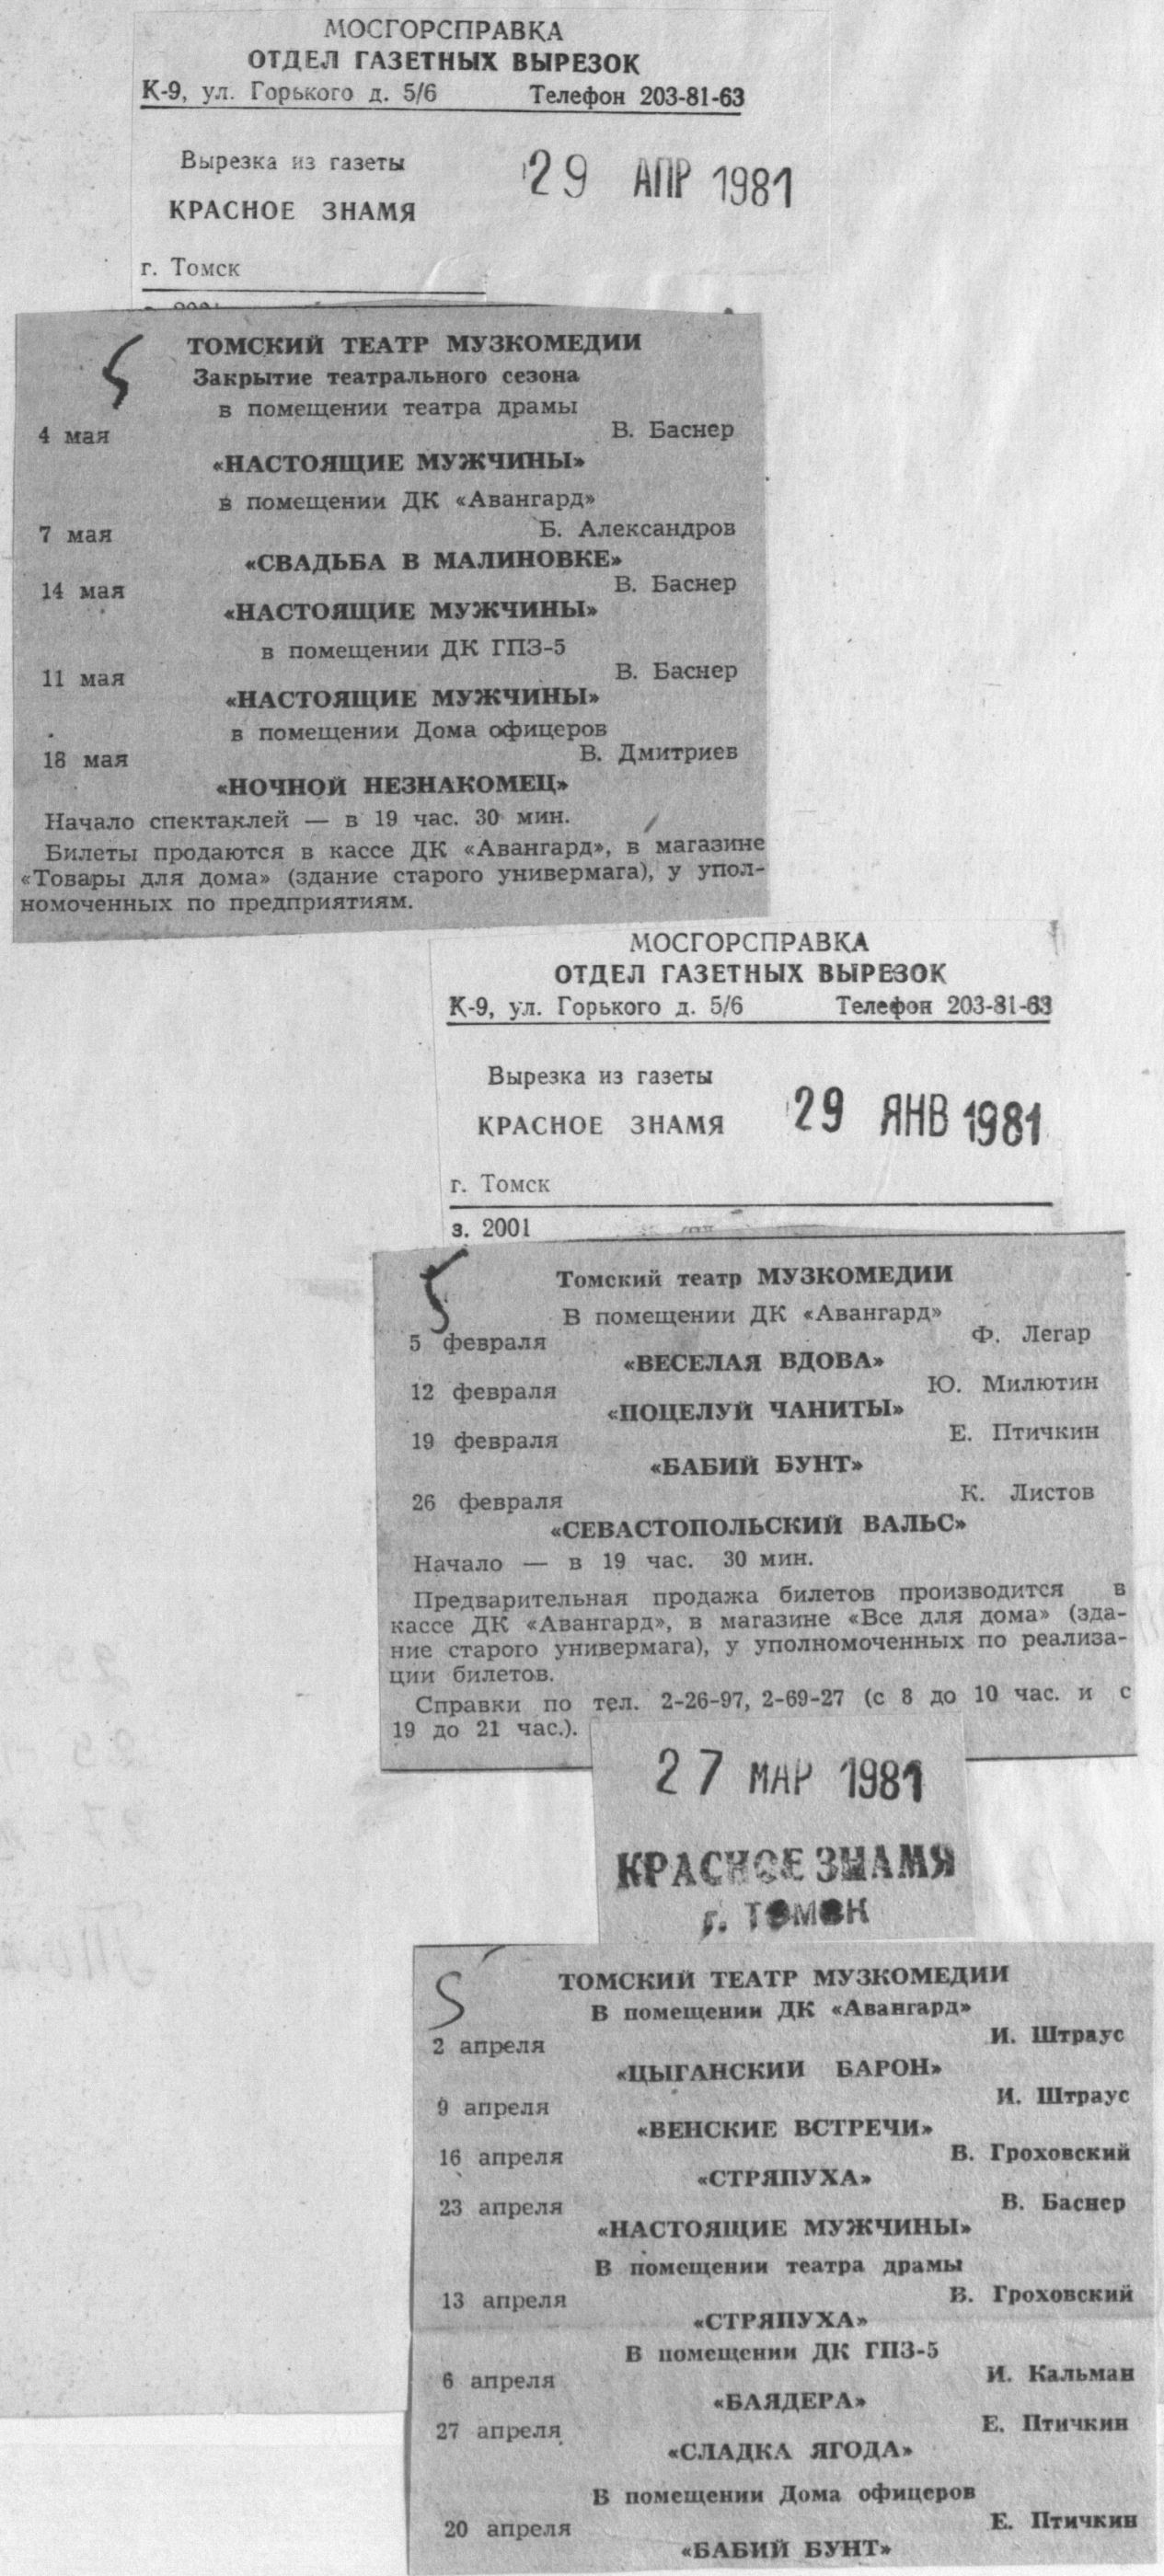 МОСГОРСПРАВКА
ОТДЕЛ ГАЗЕТНЫХ ВЫРЕЗОК
К-9, ул. Горького д. 5/6 Телефон 203-81-63
Вырезка из газеты
КРАСНОЕ ЗНАМЯ
29 АПР 1981
г. Томск
5
ТОМСКИЙ ТЕАТР МУЗКОМЕДИИ
Закрытие театрального сезона
в помещении театра драмы
4 мая В. Баснер
«НАСТОЯЩИЕ МУЖЧИНЫ»
в помещении ДК «Авангард»
7 мая Б. Александров
«СВАДЬБА В МАЛИНОВКЕ»
14 мая В. Баснер
«НАСТОЯЩИЕ МУЖЧИНЫ»
в помещении ДК ГПЗ-5
11 мая В. Баснер
«НАСТОЯЩИЕ МУЖЧИНЫ»
в помещении Дома офицеров
18 мая В. Дмитриев
«НОЧНОЙ НЕЗНАКОМЕЦ»
Начало спектаклей — в 19 час. 30 мин.
Билеты продаются в кассе ДК «Авангард», в магазине
«Товары для дома» (здание старого универмага), у упол-
номоченных по предприятиям.
МОСГОРСПРАВКА
ОТДЕЛ ГАЗЕТНЫХ ВЫРЕЗОК
К-9, ул. Горького д. 5/6 Телефон 203-81-63
Вырезка из газеты
КРАСНОЕ ЗНАМЯ
29 ЯНВ 1981
г. Томск
з. 2001
5
Томский театр МУЗКОМЕДИИ
В помещении ДК «Авангард»
5 февраля Ф. Легар
«ВЕСЕЛАЯ ВДОВА»
12 февраля Ю. Милютин
«ПОЦЕЛУЙ ЧАНИТЫ»
19 февраля Е. Птичкин
«БАБИЙ БУНТ»
26 февраля К. Листов
«СЕВАСТОПОЛЬСКИЙ ВАЛЬС»
Начало — в 19 час. 30 мин.
Предварительная продажа билетов производится в
кассе ДК «Авангард», в магазине «Все для дома» (зда-
ние старого универмага), у уполномоченных по реализа-
ции билетов.
Справки по тел. 2-26-97, 2-69-27 (с 8 до 10 час. и с
19 до 21 час.).
27 МАР 1981
КРАСНОЕ ЗНАМЯ
г. ТОМСК
5
ТОМСКИЙ ТЕАТР МУЗКОМЕДИИ
В помещении ДК «Авангард»
2 апреля И. Штраус
«ЦЫГАНСКИЙ БАРОН»
9 апреля И. Штраус
«ВЕНСКИЕ ВСТРЕЧИ»
16 апреля В. Гроховский
«СТРЯПУХА»
23 апреля В. Баснер
«НАСТОЯЩИЕ МУЖЧИНЫ»
В помещении театра драмы
13 апреля В. Гроховский
«СТРЯПУХА»
В помещении ДК ГПЗ-5
6 апреля И. Кальман
«БАЯДЕРА»
27 апреля Е. Птичкин
«СЛАДКА ЯГОДА»
В помещении Дома офицеров
20 апреля Е. Птичкин
«БАБИЙ БУНТ»